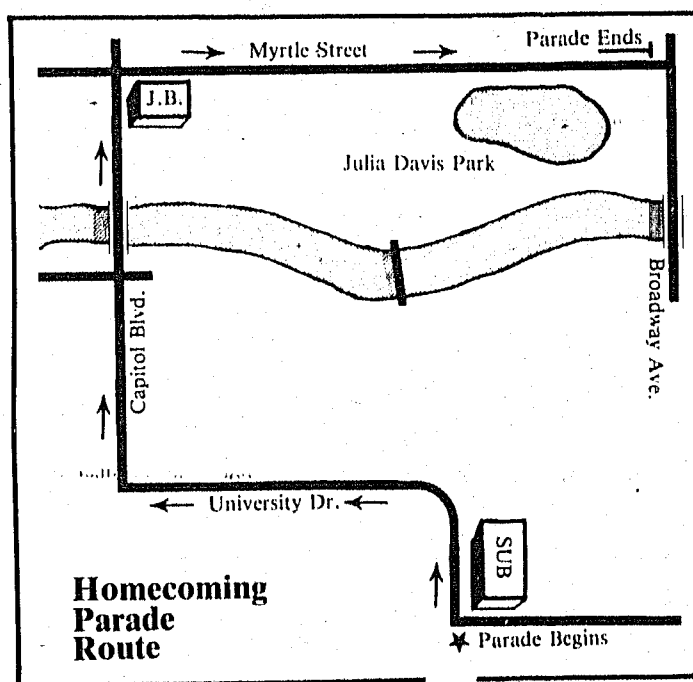 Myrtle Street
Parade Ends
J.B.
Julia Davis Park
Capitol Blvd.
Broadway Ave.
University Dr.
SUB
Homecoming
Parade
Route
Parade Begins